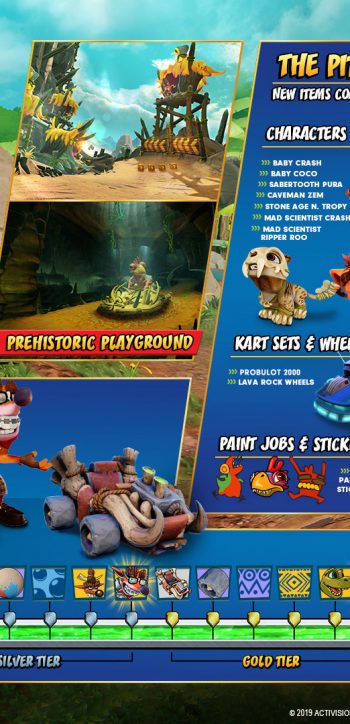 THE PI
NEW ITEMS CO
CHARACTERS
BABY CRASH
BABY COCO
SABERTOOTH PURA
CAVEMAN ZEM
STONE AGE N. TROPY
MAD SCIENTIST CRASH
MAD SCIENTIST
RIPPER ROO
PREHISTORIC PLAYGROUND
KART SETS & WHE
PROBULOT 2000
LAVA ROCK WHEELS
PAINT JOBS & STICK
PA
STIC
SILVER TIER
GOLD TIER
© 2019 ACTIVISIO